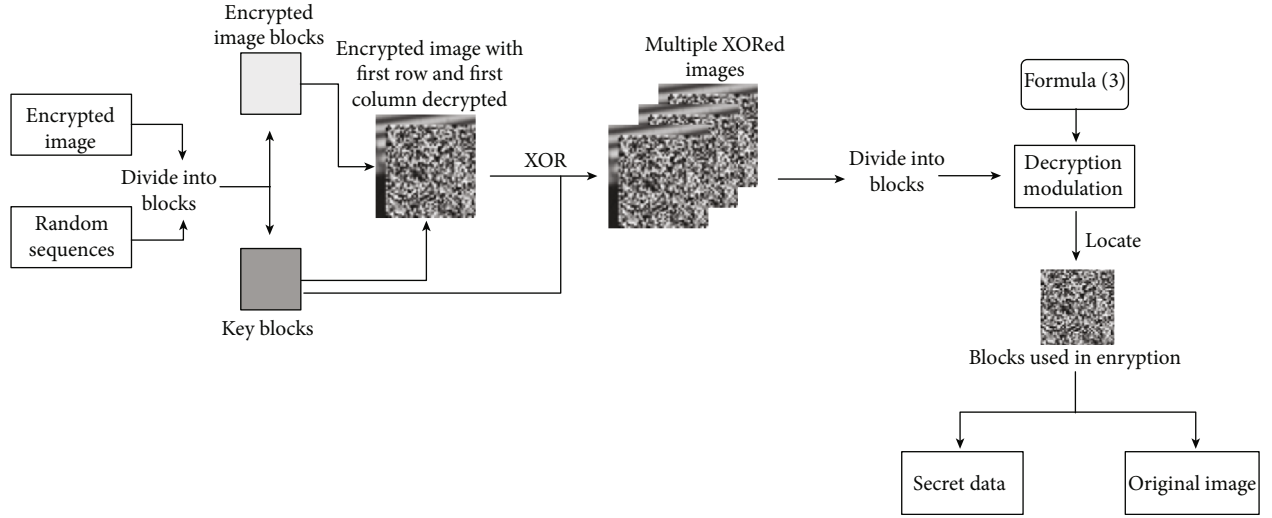 Encrypted
image
Random
sequences
Divide into
blocks
Encrypted
image blocks
Key blocks
Encrypted image with
first row and first
column decrypted
XOR
Multiple XORed
images
Divide into
blocks
Formula (3)
Decryption
modulation
Locate
Blocks used in enryption
Secret data
Original image